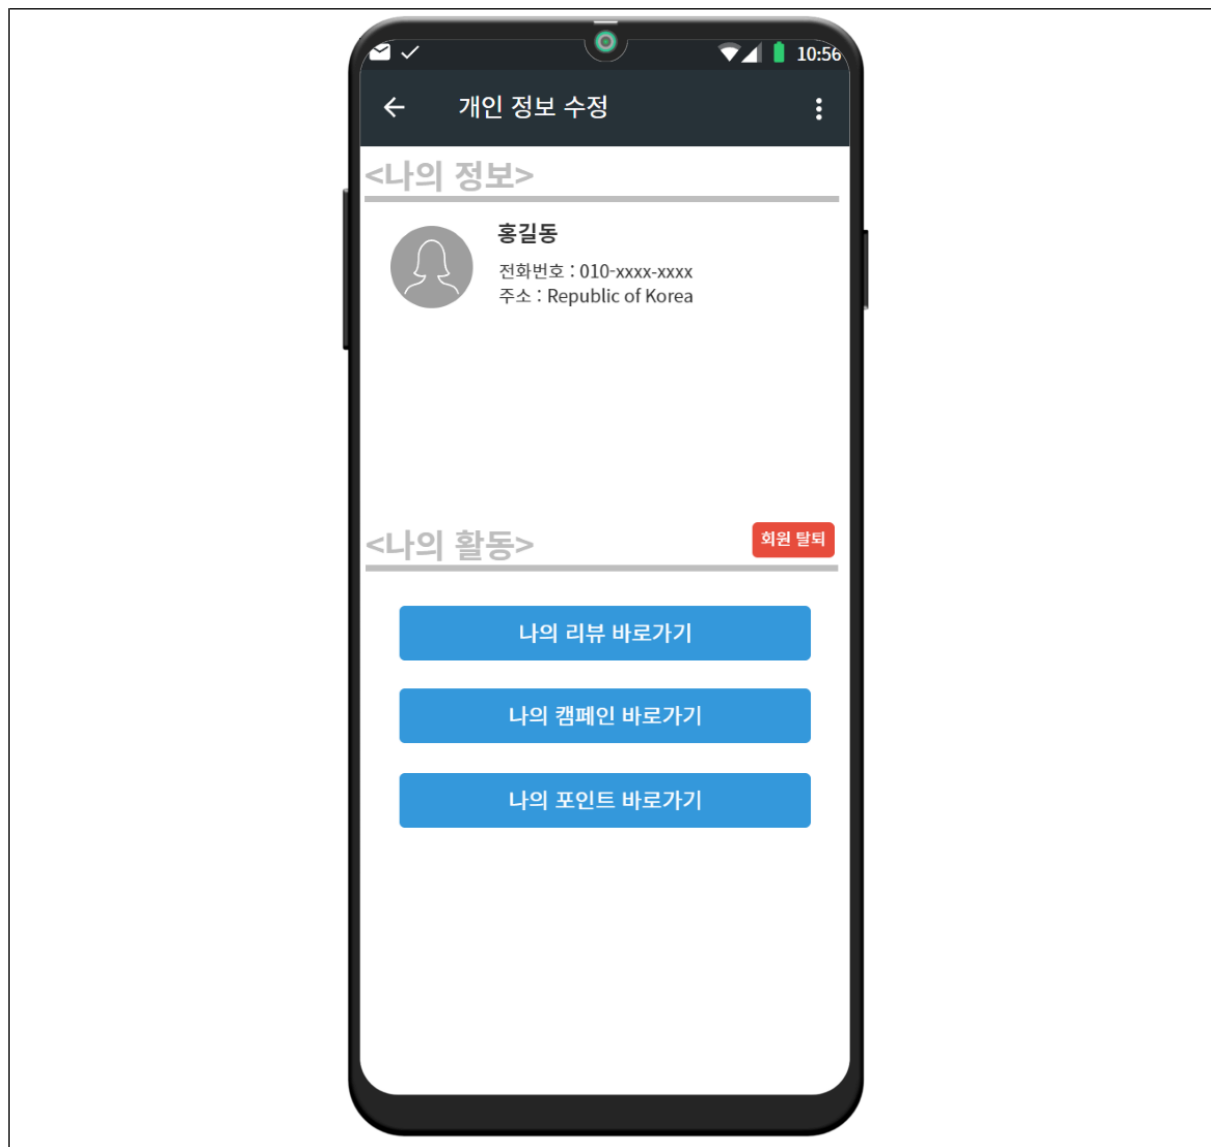 10:56
개인 정보 수정
<나의 정보>
홍길동
전화번호 : 010-xxxx-xxxx
주소 : Republic of Korea
<나의 활동>
회원 탈퇴
나의 리뷰 바로가기
나의 캠페인 바로가기
나의 포인트 바로가기